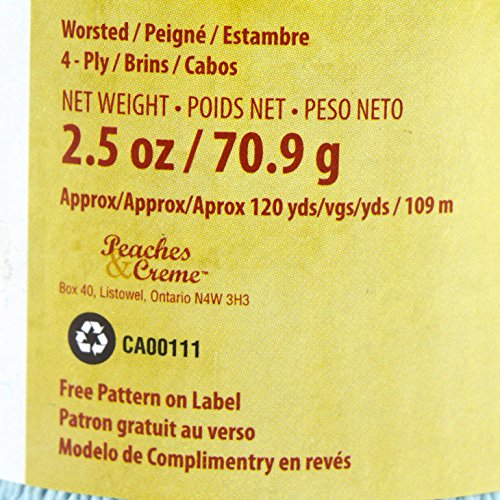 Worsted / Peigné / Estambre
4 - Ply / Brins / Cabos
NET WEIGHT • POIDS NET • PESO NETO
2.5 oz / 70.9 g
Approx/Approx/Aprox 120 yds/vgs/yds / 109 m
Peaches
& Creme™
Box 40, Listowel, Ontario N4W 3H3
CA00111
Free Pattern on Label
Patron gratuit au verso
Modelo de Complimentry en revés